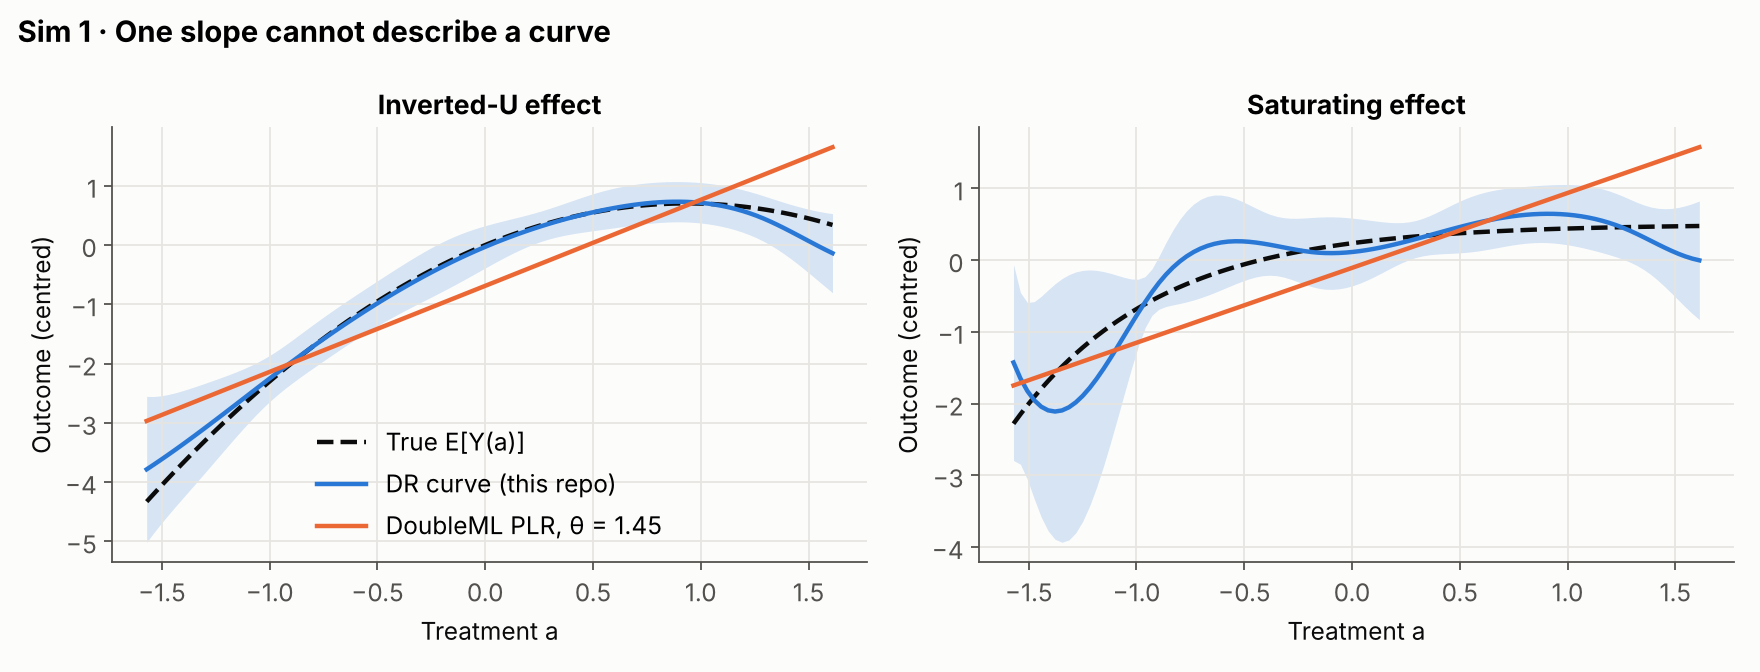 Sim 1 · One slope cannot describe a curve
Inverted-U effect
Outcome (centred)
1
0
−1
−2
−3
−4
−5
True E[Y(a)]
DR curve (this repo)
DoubleML PLR, θ = 1.45
−1.5 −1.0 −0.5 0.0 0.5 1.0 1.5
Treatment a
Saturating effect
Outcome (centred)
1
0
−1
−2
−3
−4
−1.5 −1.0 −0.5 0.0 0.5 1.0 1.5
Treatment a